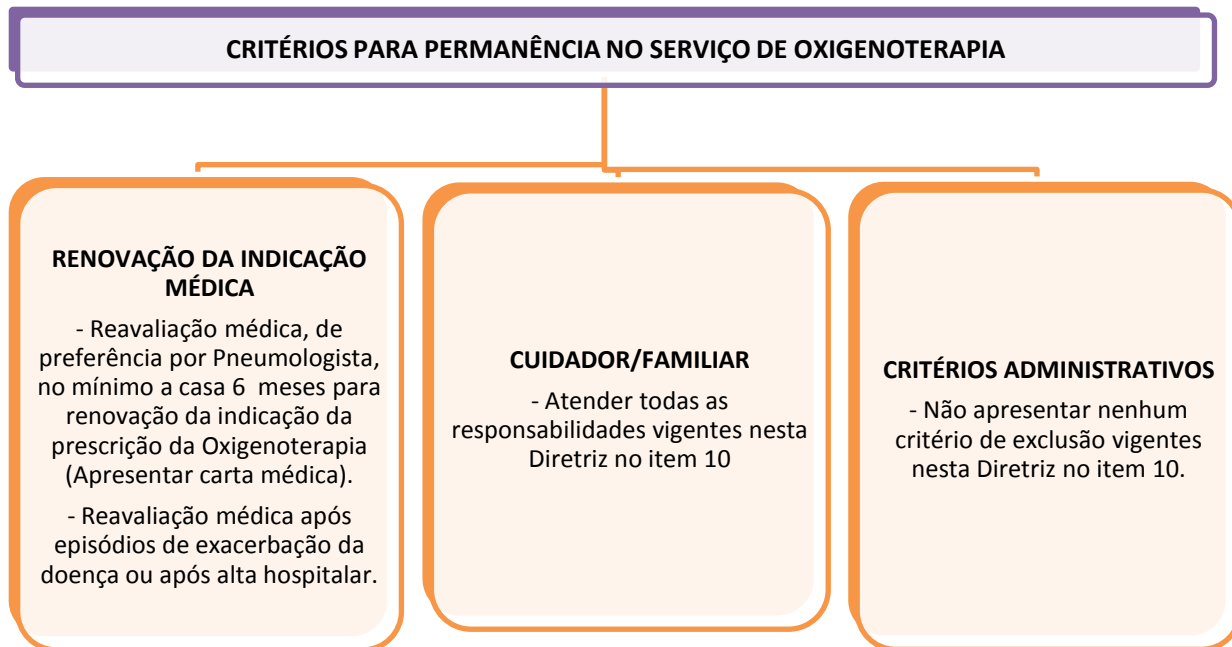 CRITÉRIOS PARA PERMANÊNCIA NO SERVIÇO DE OXIGENOTERAPIA
RENOVAÇÃO DA INDICAÇÃO
MÉDICA
- Reavaliação médica, de
preferência por Pneumologista,
no mínimo a casa 6 meses para
renovação da indicação da
prescrição da Oxigenoterapia
(Apresentar carta médica).
- Reavaliação médica após
episódios de exacerbação da
doença ou após alta hospitalar.
CUIDADOR/FAMILIAR
- Atender todas as
responsabilidades vigentes nesta
Diretriz no item 10
CRITÉRIOS ADMINISTRATIVOS
- Não apresentar nenhum
critério de exclusão vigentes
nesta Diretriz no item 10.